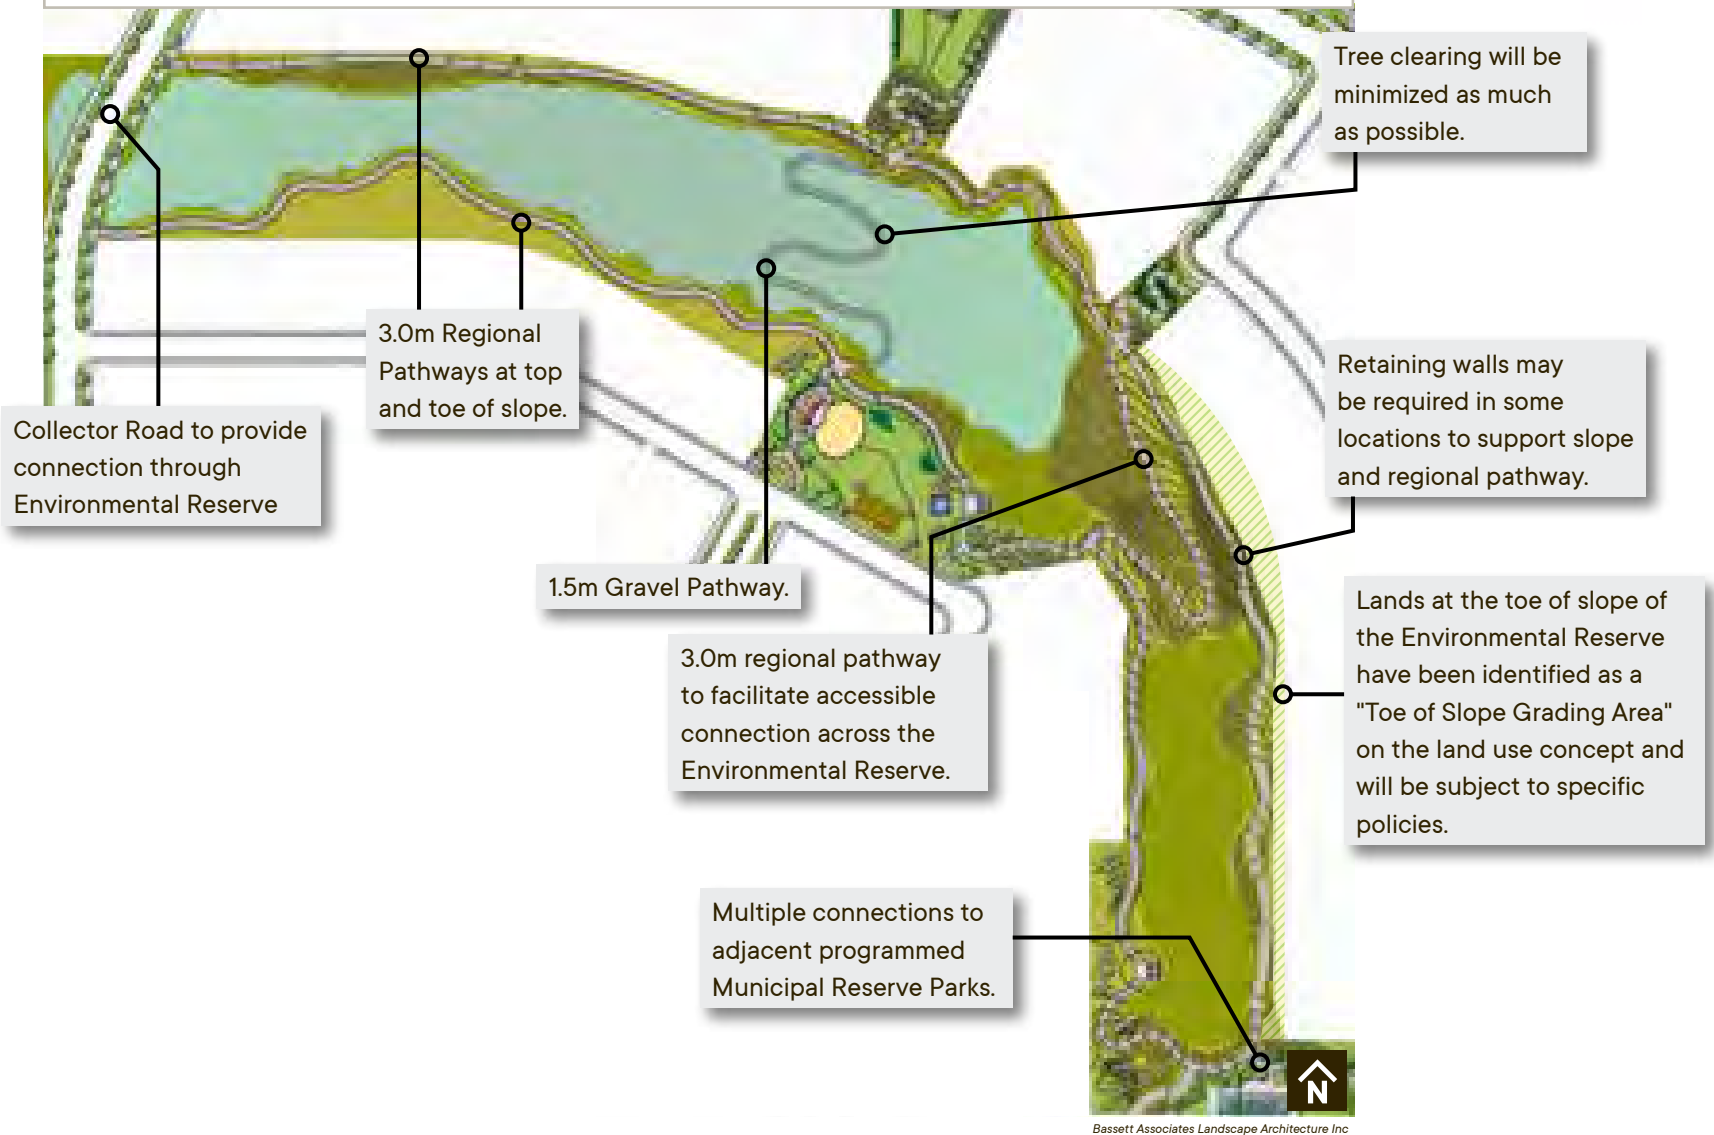 Tree clearing will be
minimized as much
as possible.
3.0m Regional
Pathways at top
and toe of slope.
Retaining walls may
be required in some
locations to support slope
and regional pathway.
Collector Road to provide
connection through
Environmental Reserve
1.5m Gravel Pathway.
Lands at the toe of slope of
the Environmental Reserve
have been identified as a
"Toe of Slope Grading Area"
on the land use concept and
will be subject to specific
policies.
3.0m regional pathway
to facilitate accessible
connection across the
Environmental Reserve.
Multiple connections to
adjacent programmed
Municipal Reserve Parks.
N
Bassett Associates Landscape Architecture Inc